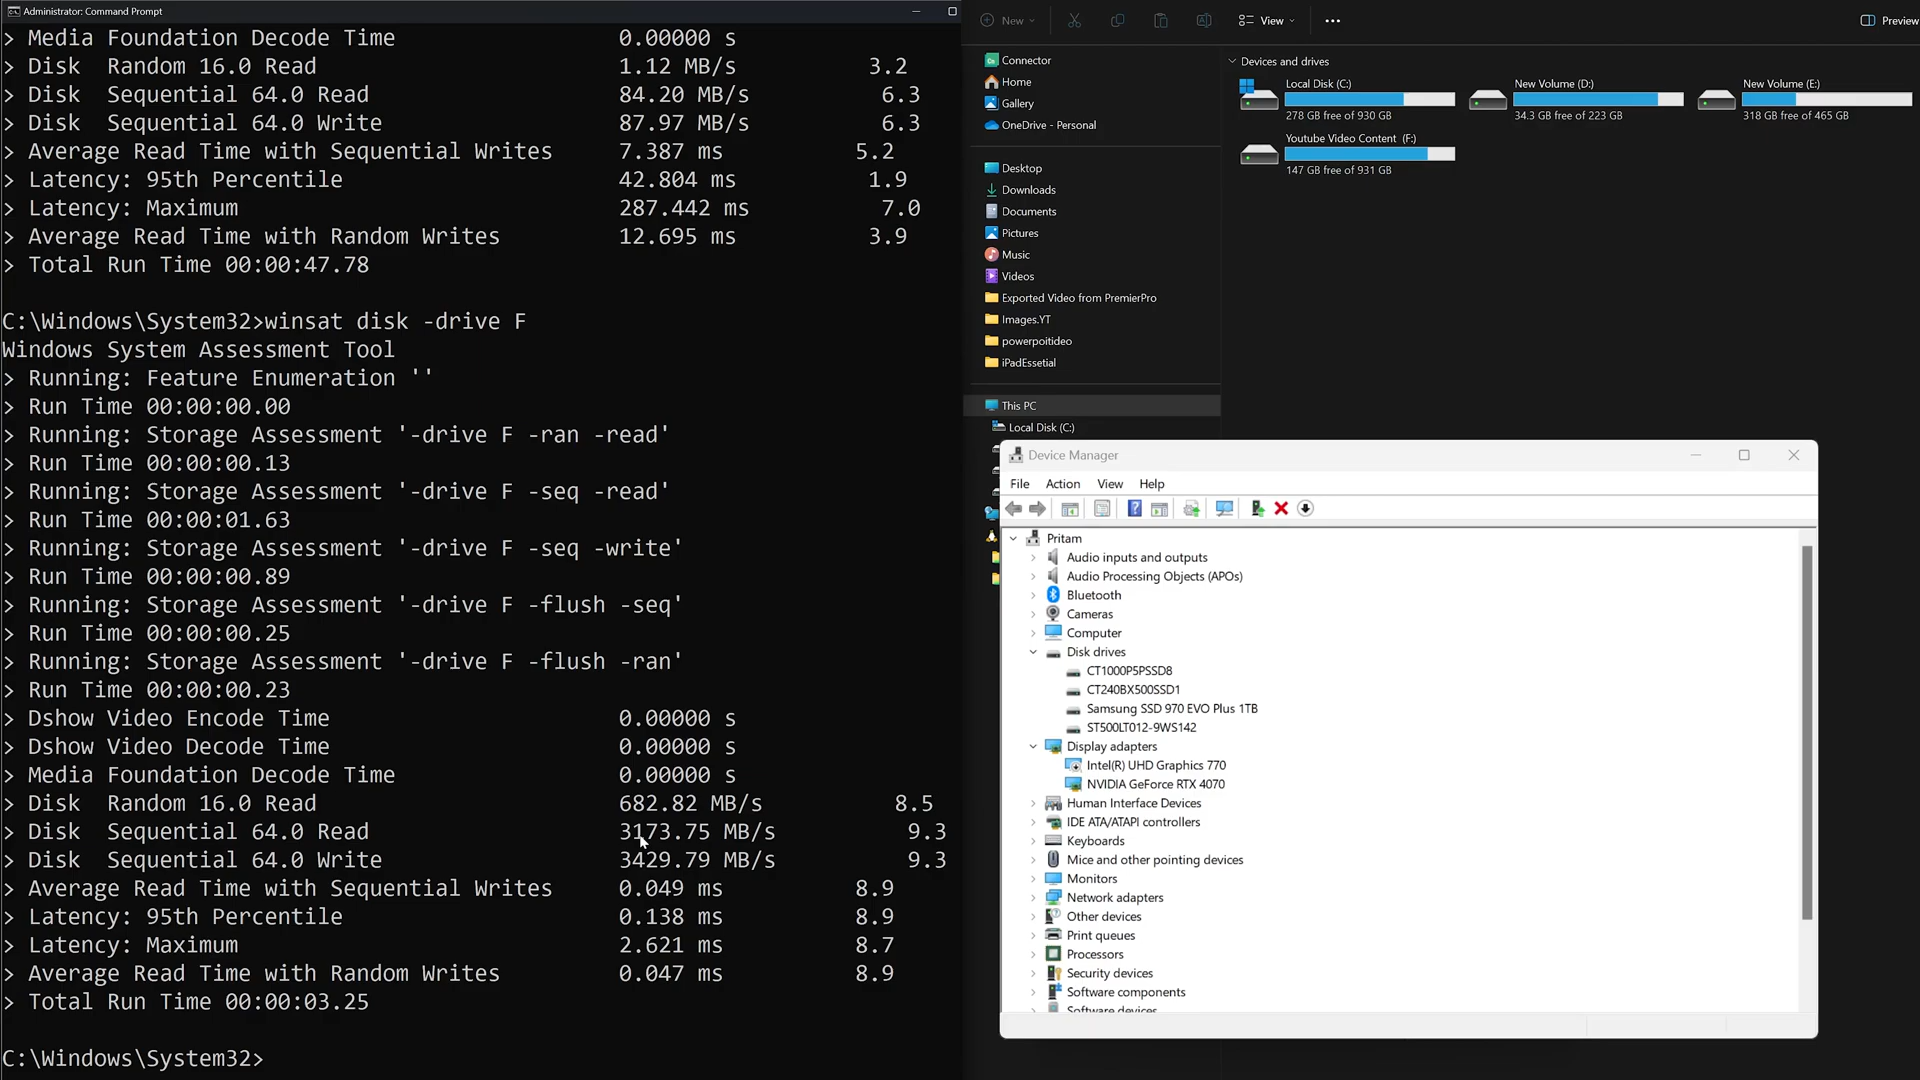 Administrator: Command Prompt
> Media Foundation Decode Time 0.00000 s
> Disk Random 16.0 Read 1.12 MB/s 3.2
> Disk Sequential 64.0 Read 84.20 MB/s 6.3
> Disk Sequential 64.0 Write 87.97 MB/s 6.3
> Average Read Time with Sequential Writes 7.387 ms 5.2
> Latency: 95th Percentile 42.804 ms 1.9
> Latency: Maximum 287.442 ms 7.0
> Average Read Time with Random Writes 12.695 ms 3.9
> Total Run Time 00:00:47.78
C:\Windows\System32>winsat disk -drive F
Windows System Assessment Tool
> Running: Feature Enumeration ''
> Run Time 00:00:00.00
> Running: Storage Assessment '-drive F -ran -read'
> Run Time 00:00:00.13
> Running: Storage Assessment '-drive F -seq -read'
> Run Time 00:00:01.63
> Running: Storage Assessment '-drive F -seq -write'
> Run Time 00:00:00.89
> Running: Storage Assessment '-drive F -flush -seq'
> Run Time 00:00:00.25
> Running: Storage Assessment '-drive F -flush -ran'
> Run Time 00:00:00.23
> Dshow Video Encode Time 0.00000 s
> Dshow Video Decode Time 0.00000 s
> Media Foundation Decode Time 0.00000 s
> Disk Random 16.0 Read 682.82 MB/s 8.5
> Disk Sequential 64.0 Read 3173.75 MB/s 9.3
> Disk Sequential 64.0 Write 3429.79 MB/s 9.3
> Average Read Time with Sequential Writes 0.049 ms 8.9
> Latency: 95th Percentile 0.138 ms 8.9
> Latency: Maximum 2.621 ms 8.7
> Average Read Time with Random Writes 0.047 ms 8.9
> Total Run Time 00:00:03.25
C:\Windows\System32>
New
View
Preview
Connector
Home
Gallery
OneDrive - Personal
Desktop
Downloads
Documents
Pictures
Music
Videos
Exported Video from PremierPro
Images.YT
powerpoitideo
iPadEssetial
This PC
Local Disk (C:)
Devices and drives
Local Disk (C:)
278 GB free of 930 GB
New Volume (D:)
34.3 GB free of 223 GB
New Volume (E:)
318 GB free of 465 GB
Youtube Video Content (F:)
147 GB free of 931 GB
Device Manager
File Action View Help
Pritam
Audio inputs and outputs
Audio Processing Objects (APOs)
Bluetooth
Cameras
Computer
Disk drives
CT1000P5PSSD8
CT240BX500SSD1
Samsung SSD 970 EVO Plus 1TB
ST500LT012-9WS142
Display adapters
Intel(R) UHD Graphics 770
NVIDIA GeForce RTX 4070
Human Interface Devices
IDE ATA/ATAPI controllers
Keyboards
Mice and other pointing devices
Monitors
Network adapters
Other devices
Print queues
Processors
Security devices
Software components
Software devices